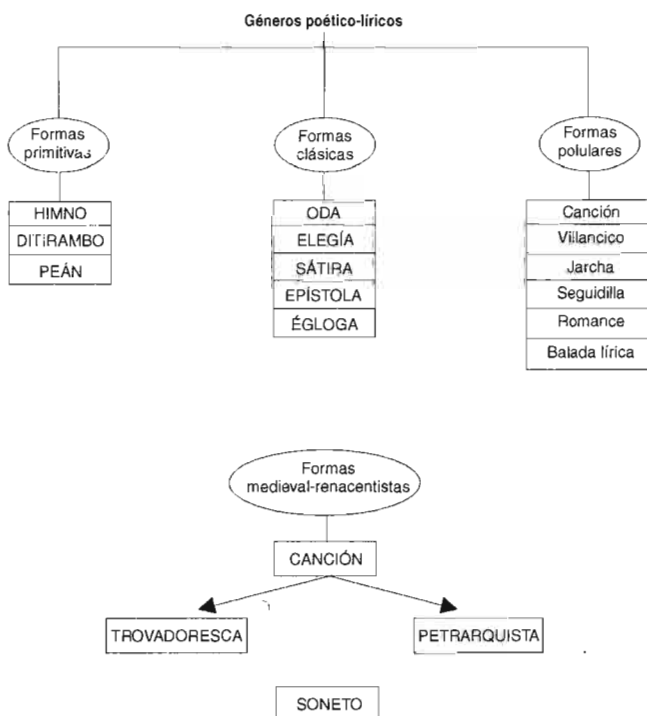 Géneros poético-líricos
Formas
primitivas
HIMNO
DITIRAMBO
PEÁN
Formas
clásicas
ODA
ELEGÍA
SÁTIRA
EPÍSTOLA
ÉGLOGA
Formas
polulares
Canción
Villancico
Jarcha
Seguidilla
Romance
Balada lírica
Formas
medieval-renacentistas
CANCIÓN
TROVADORESCA
PETRARQUISTA
SONETO